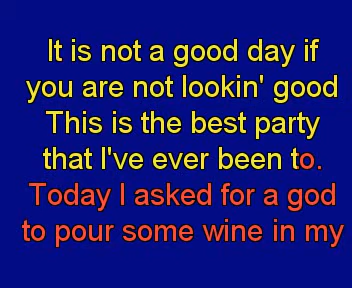 It is not a good day if
you are not lookin' good
This is the best party
that I've ever been to.
Today I asked for a god
to pour some wine in my